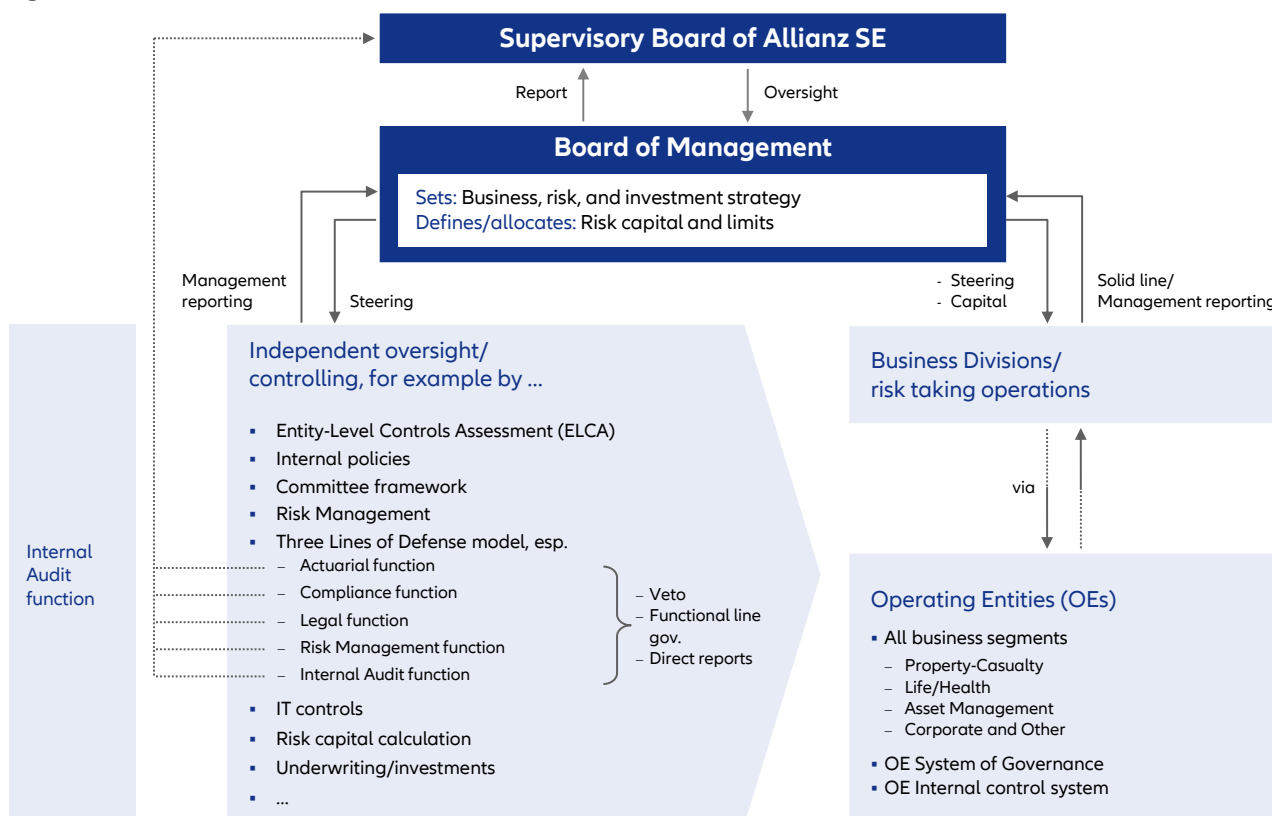 Supervisory Board of Allianz SE
Report
Oversight
Board of Management
Sets: Business, risk, and investment strategy
Defines/allocates: Risk capital and limits
Management
reporting
Steering
- Steering
- Capital
Solid line/
Management reporting
Internal
Audit
function
Independent oversight/
controlling, for example by ...
▪ Entity-Level Controls Assessment (ELCA)
▪ Internal policies
▪ Committee framework
▪ Risk Management
▪ Three Lines of Defense model, esp.
– Actuarial function
– Compliance function
– Legal function
– Risk Management function
– Internal Audit function
– Veto
– Functional line
gov.
– Direct reports
▪ IT controls
▪ Risk capital calculation
▪ Underwriting/investments
▪ ...
Business Divisions/
risk taking operations
via
Operating Entities (OEs)
▪ All business segments
– Property-Casualty
– Life/Health
– Asset Management
– Corporate and Other
▪ OE System of Governance
▪ OE Internal control system